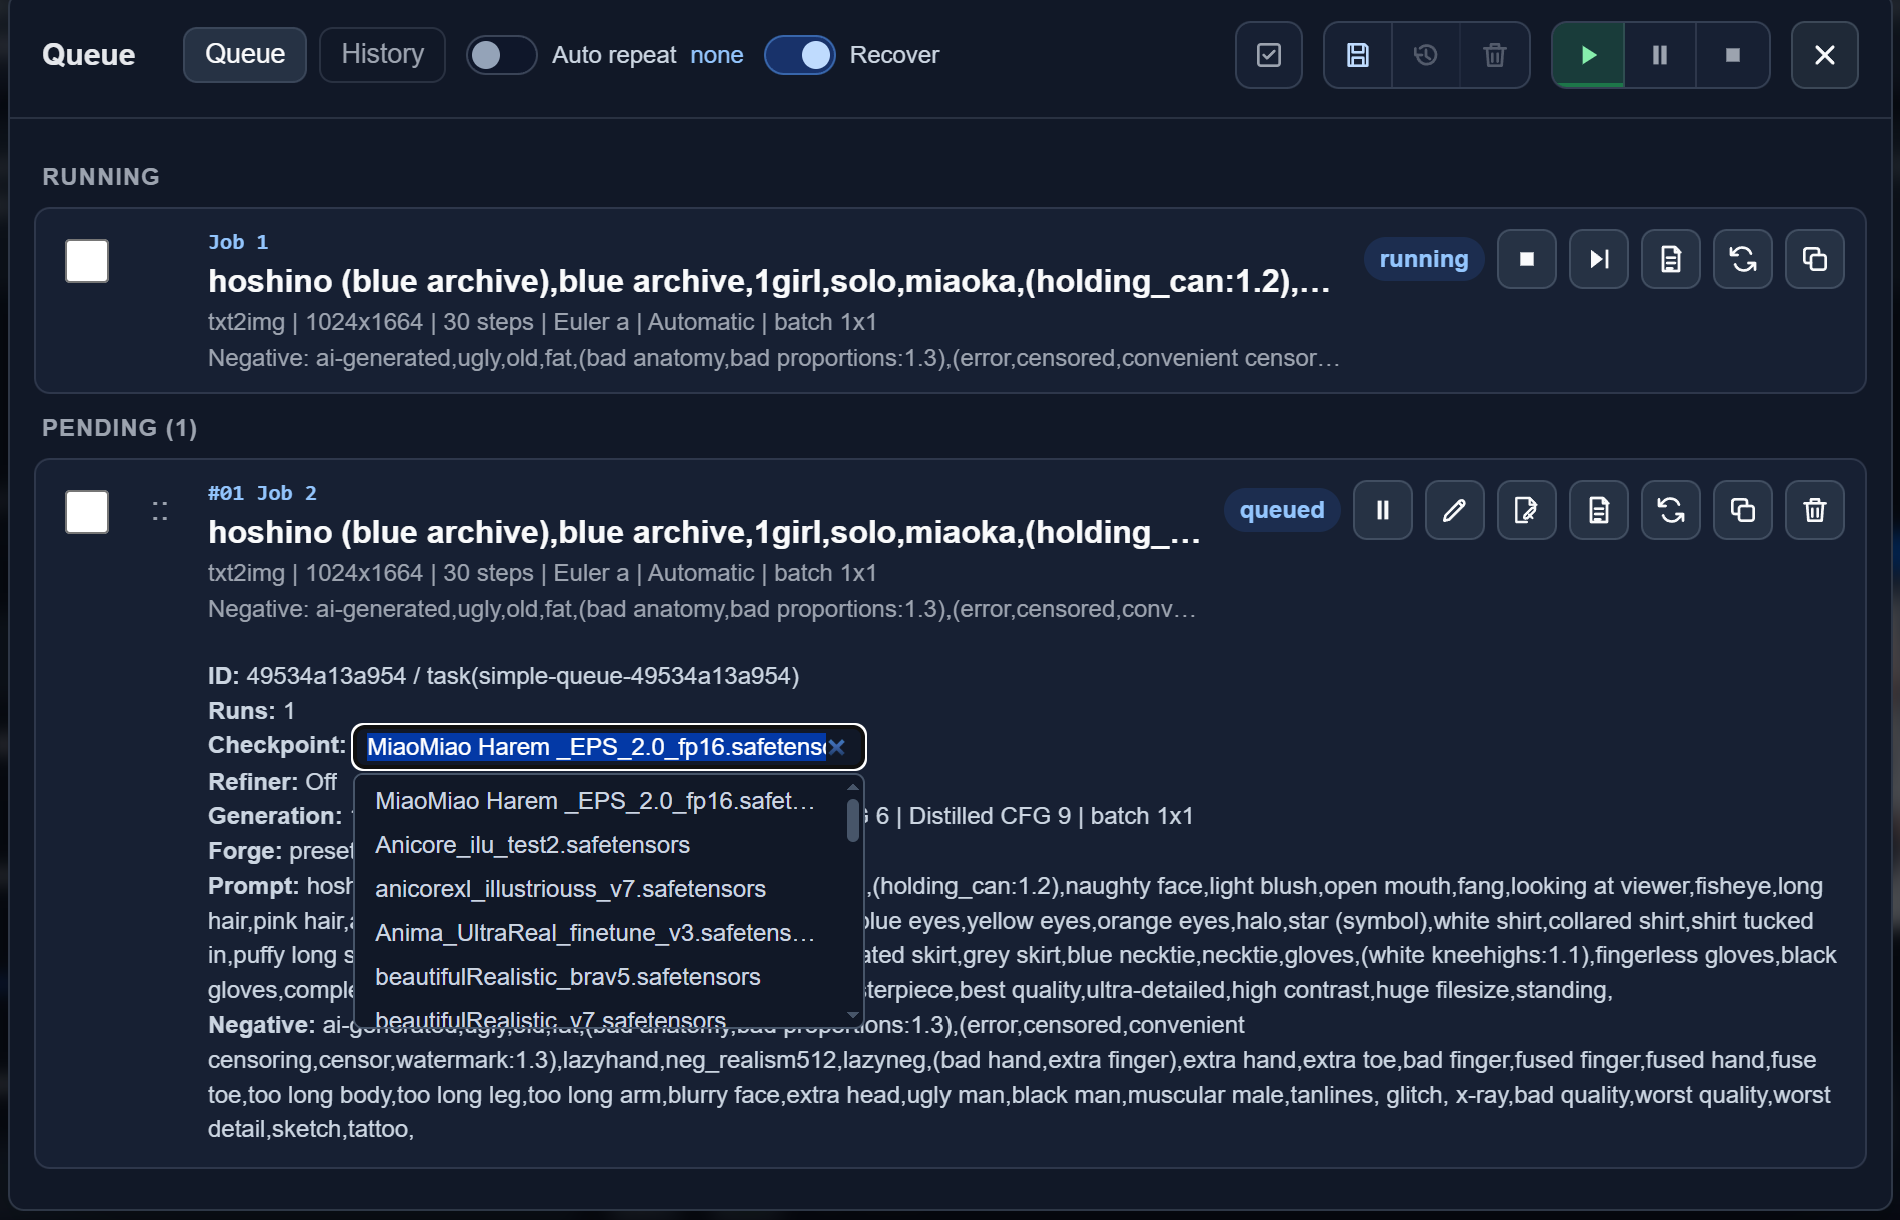 Queue Queue History Auto repeat none Recover
RUNNING
Job 1
hoshino (blue archive),blue archive,1girl,solo,miaoka,(holding_can:1.2),...
running
txt2img | 1024x1664 | 30 steps | Euler a | Automatic | batch 1x1
Negative: ai-generated,ugly,old,fat,(bad anatomy,bad proportions:1.3),(error,censored,convenient censor...
PENDING (1)
#01 Job 2
hoshino (blue archive),blue archive,1girl,solo,miaoka,(holding_...
queued
txt2img | 1024x1664 | 30 steps | Euler a | Automatic | batch 1x1
Negative: ai-generated,ugly,old,fat,(bad anatomy,bad proportions:1.3),(error,censored,conv...
ID: 49534a13a954 / task(simple-queue-49534a13a954)
Runs: 1
Checkpoint: MiaoMiao Harem _EPS_2.0_fp16.safetens
Refiner: Off
MiaoMiao Harem _EPS_2.0_fp16.safet...
Anicore_ilu_test2.safetensors
anicorexl_illustriouss_v7.safetensors
Anima_UltraReal_finetune_v3.safetens...
beautifulRealistic_brav5.safetensors
beautifulRealistic_v7.safetensors
Generation: 6 | Distilled CFG 9 | batch 1x1
Forge: preset
Prompt: hosh ,(holding_can:1.2),naughty face,light blush,open mouth,fang,looking at viewer,fisheye,long
hair,pink hair, blue eyes,yellow eyes,orange eyes,halo,star (symbol),white shirt,collared shirt,shirt tucked
in,puffy long s ated skirt,grey skirt,blue necktie,necktie,gloves,(white kneehighs:1.1),fingerless gloves,black
gloves,comple terpiece,best quality,ultra-detailed,high contrast,huge filesize,standing,
Negative: ai-generated,ugly,old,fat,(bad anatomy,bad proportions:1.3),(error,censored,convenient
censoring,censor,watermark:1.3),lazyhand,neg_realism512,lazyneg,(bad hand,extra finger),extra hand,extra toe,bad finger,fused finger,fused hand,fuse
toe,too long body,too long leg,too long arm,blurry face,extra head,ugly man,black man,muscular male,tanlines, glitch, x-ray,bad quality,worst quality,worst
detail,sketch,tattoo,